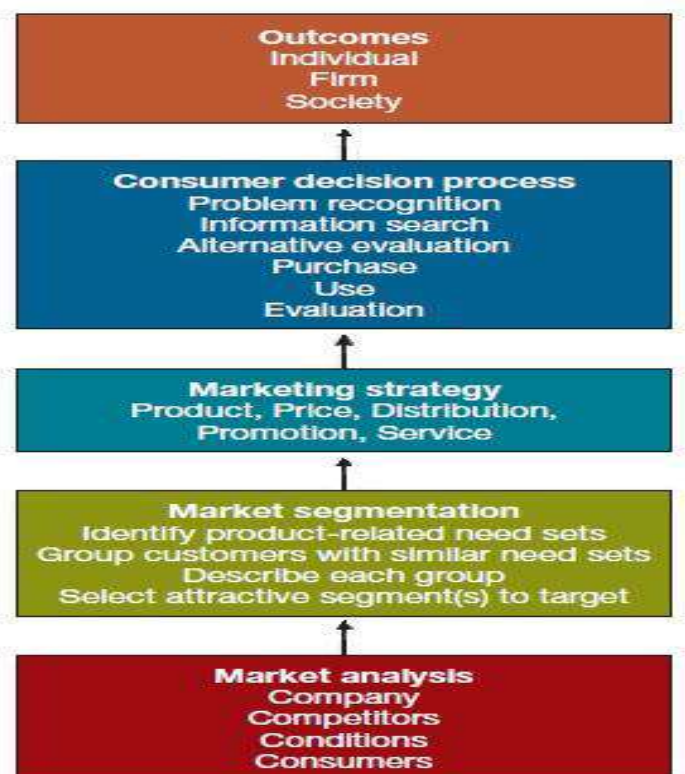 Outcomes
Individual
Firm
Society
Consumer decision process
Problem recognition
Information search
Alternative evaluation
Purchase
Use
Evaluation
Marketing strategy
Product, Price, Distribution,
Promotion, Service
Market segmentation
Identify product-related need sets
Group customers with similar need sets
Describe each group
Select attractive segment(s) to target
Market analysis
Company
Competitors
Conditions
Consumers